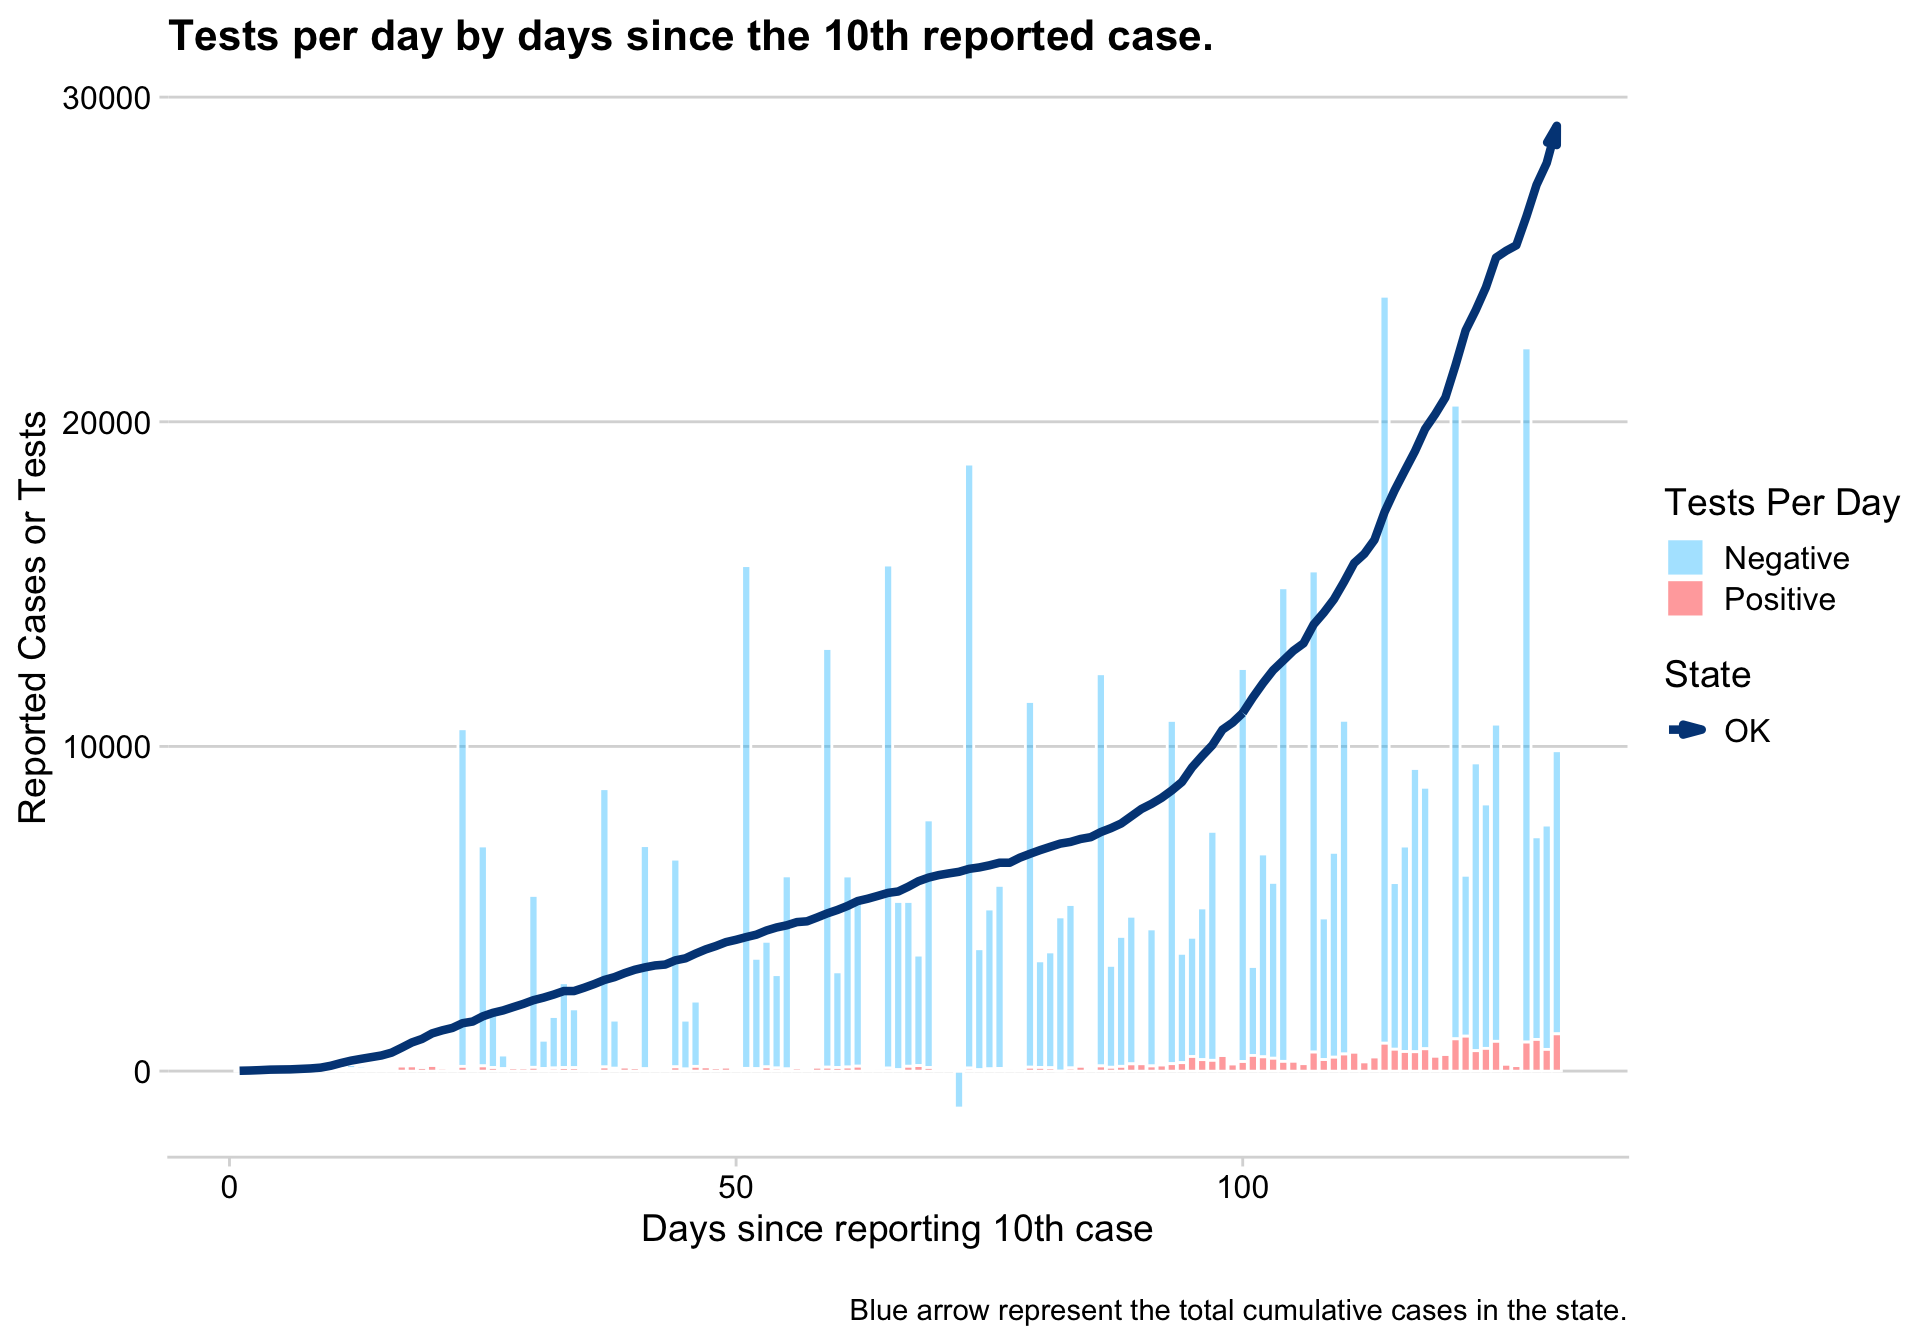 Tests per day by days since the 10th reported case.
30000
20000
10000
0
Reported Cases or Tests
0
50
100
Days since reporting 10th case
Tests Per Day
Negative
Positive
State
OK
Blue arrow represent the total cumulative cases in the state.